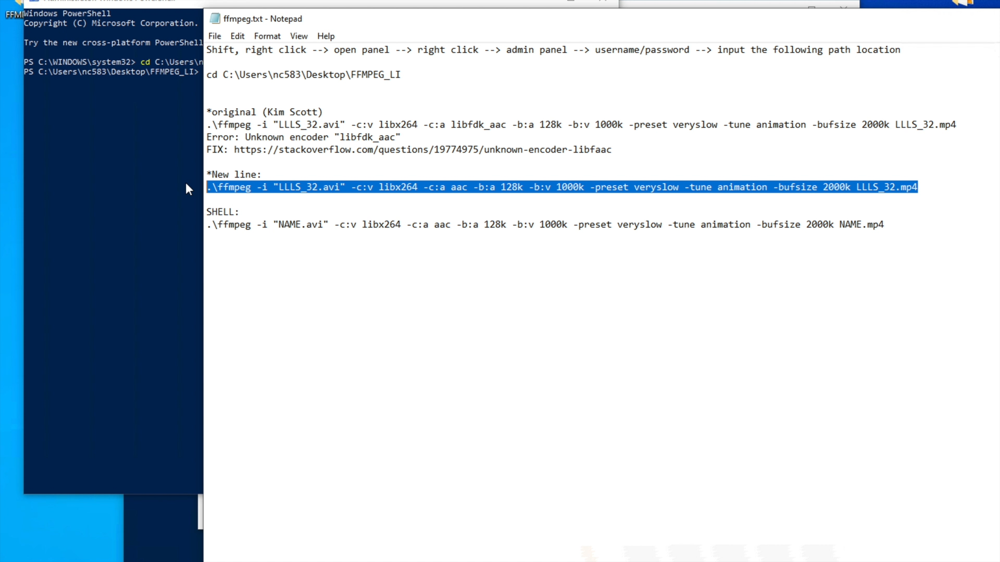 FFM
Windows PowerShell
Copyright (C) Microsoft Corporation.
Try the new cross-platform PowerShell
PS C:\WINDOWS\system32> cd C:\Users\n
PS C:\Users\nc583\Desktop\FFMPEG_LI>
ffmpeg.txt - Notepad
File Edit Format View Help
Shift, right click --> open panel --> right click --> admin panel --> username/password --> input the following path location
cd C:\Users\nc583\Desktop\FFMPEG_LI
*original (Kim Scott)
.\ffmpeg -i "LLLS_32.avi" -c:v libx264 -c:a libfdk_aac -b:a 128k -b:v 1000k -preset veryslow -tune animation -bufsize 2000k LLLS_32.mp4
Error: Unknown encoder "libfdk_aac"
FIX: https://stackoverflow.com/questions/19774975/unknown-encoder-libfaac
*New line:
.\ffmpeg -i "LLLS_32.avi" -c:v libx264 -c:a aac -b:a 128k -b:v 1000k -preset veryslow -tune animation -bufsize 2000k LLLS_32.mp4
SHELL:
.\ffmpeg -i "NAME.avi" -c:v libx264 -c:a aac -b:a 128k -b:v 1000k -preset veryslow -tune animation -bufsize 2000k NAME.mp4